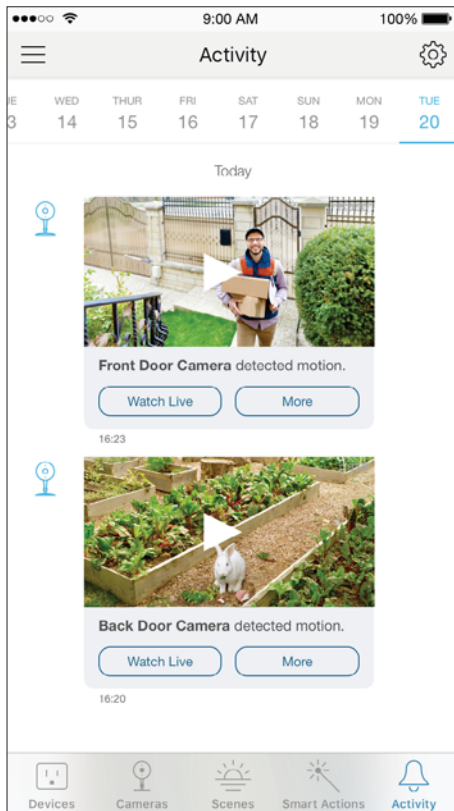 9:00 AM 100%
Activity
UE WED THUR FRI SAT SUN MON TUE
3 14 15 16 17 18 19 20
Today
Front Door Camera detected motion.
Watch Live More
16:23
Back Door Camera detected motion.
Watch Live More
16:20
Devices Cameras Scenes Smart Actions Activity